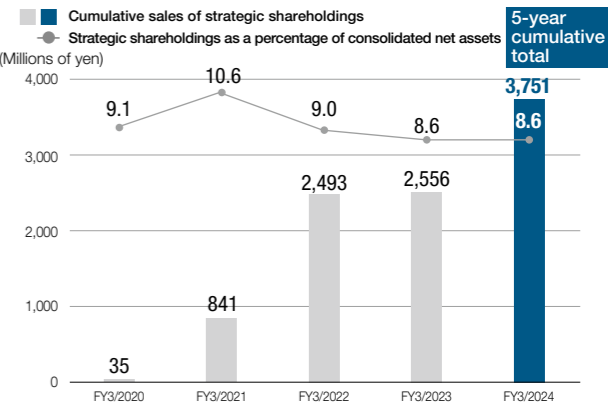 Cumulative sales of strategic shareholdings
Strategic shareholdings as a percentage of consolidated net assets
5-year
cumulative
total
(Millions of yen)
4,000
3,000
2,000
1,000
0
9.1
10.6
9.0
8.6
8.6
35
841
2,493
2,556
3,751
FY3/2020
FY3/2021
FY3/2022
FY3/2023
FY3/2024